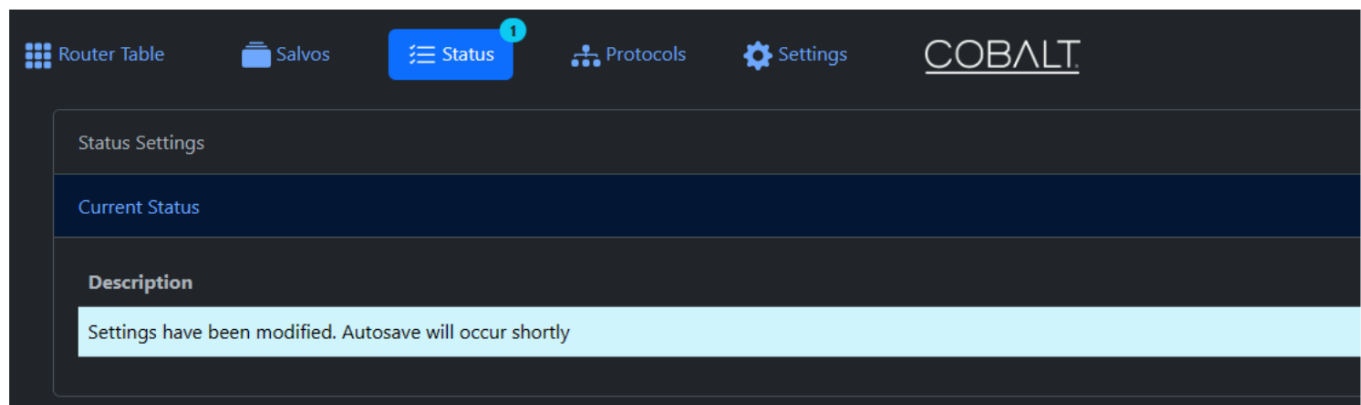 Router Table Salvos Status 1 Protocols Settings COBALT.
Status Settings
Current Status
Description
Settings have been modified. Autosave will occur shortly